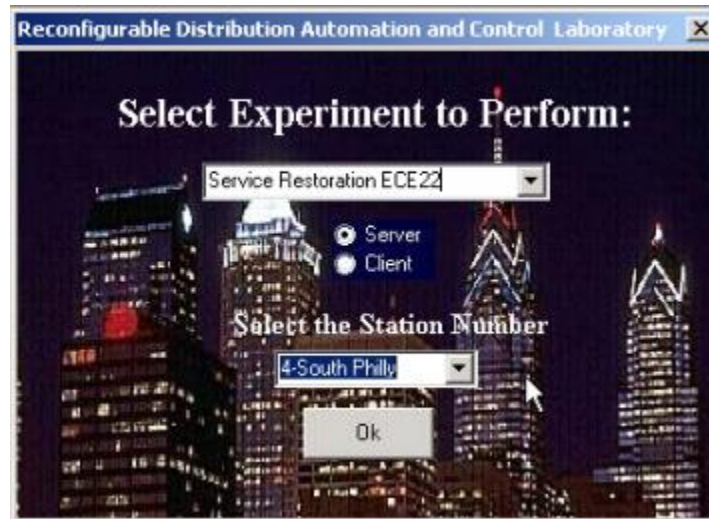 Reconfigurable Distribution Automation and Control Laboratory
Select Experiment to Perform:
Service Restoration ECE22
Server
Client
Select the Station Number
4-South Philly
Ok